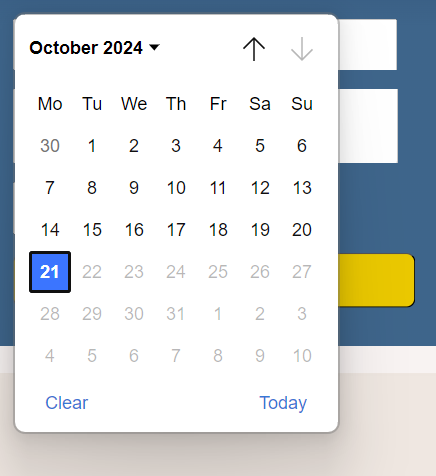 October 2024
Mo Tu We Th Fr Sa Su
30 1 2 3 4 5 6
7 8 9 10 11 12 13
14 15 16 17 18 19 20
21 22 23 24 25 26 27
28 29 30 31 1 2 3
4 5 6 7 8 9 10
Clear Today